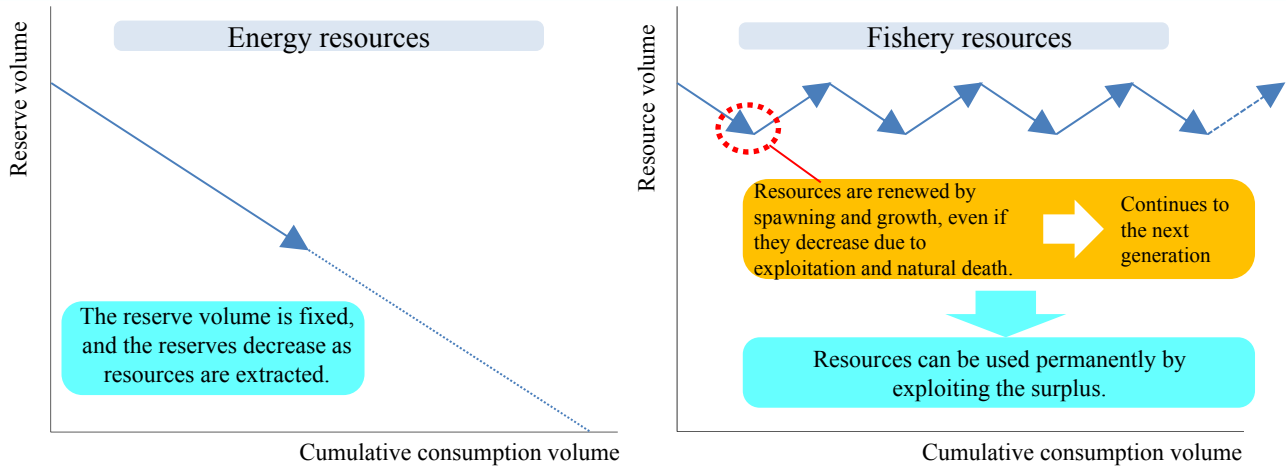 Energy resources
Reserve volume
The reserve volume is fixed,
and the reserves decrease as
resources are extracted.
Cumulative consumption volume
Fishery resources
Resource volume
Resources are renewed by
spawning and growth, even if
they decrease due to
exploitation and natural death.
Continues to
the next
generation
Resources can be used permanently by
exploiting the surplus.
Cumulative consumption volume